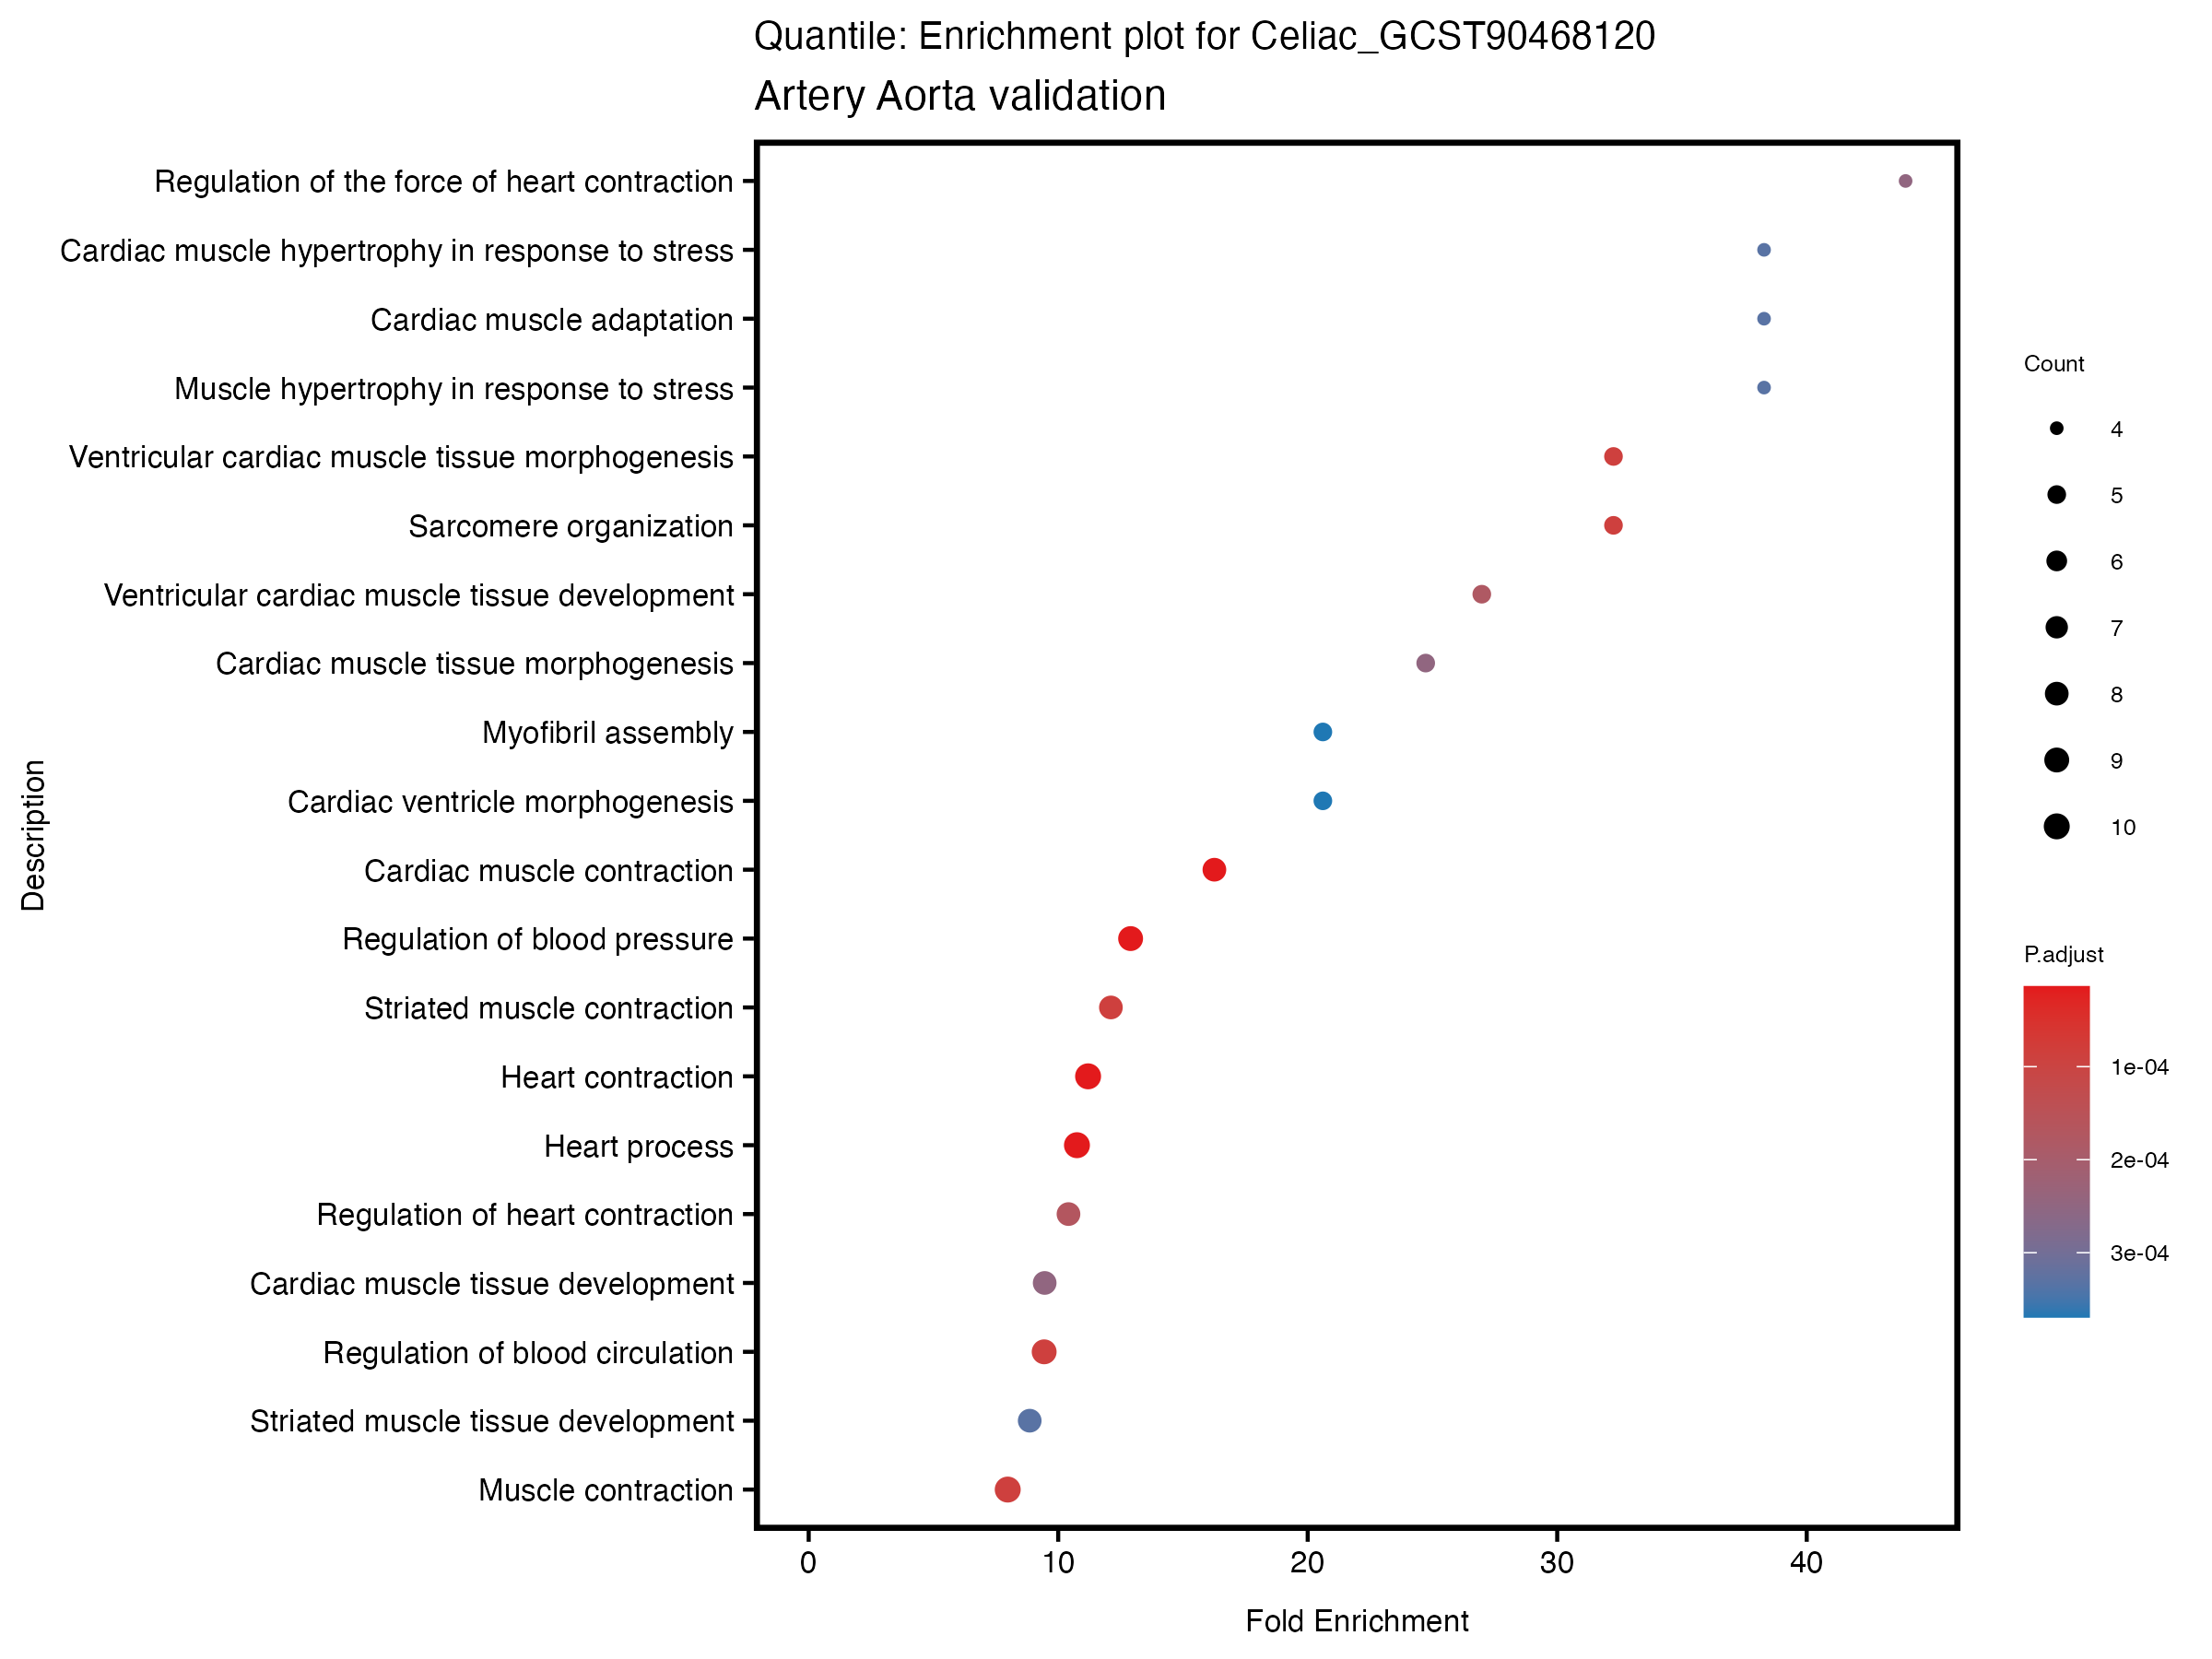 Quantile: Enrichment plot for Celiac_GCST90468120
Artery Aorta validation
Description
Regulation of the force of heart contraction
Cardiac muscle hypertrophy in response to stress
Cardiac muscle adaptation
Muscle hypertrophy in response to stress
Ventricular cardiac muscle tissue morphogenesis
Sarcomere organization
Ventricular cardiac muscle tissue development
Cardiac muscle tissue morphogenesis
Myofibril assembly
Cardiac ventricle morphogenesis
Cardiac muscle contraction
Regulation of blood pressure
Striated muscle contraction
Heart contraction
Heart process
Regulation of heart contraction
Cardiac muscle tissue development
Regulation of blood circulation
Striated muscle tissue development
Muscle contraction
0 10 20 30 40
Fold Enrichment
Count
4
5
6
7
8
9
10
P.adjust
1e-04
2e-04
3e-04